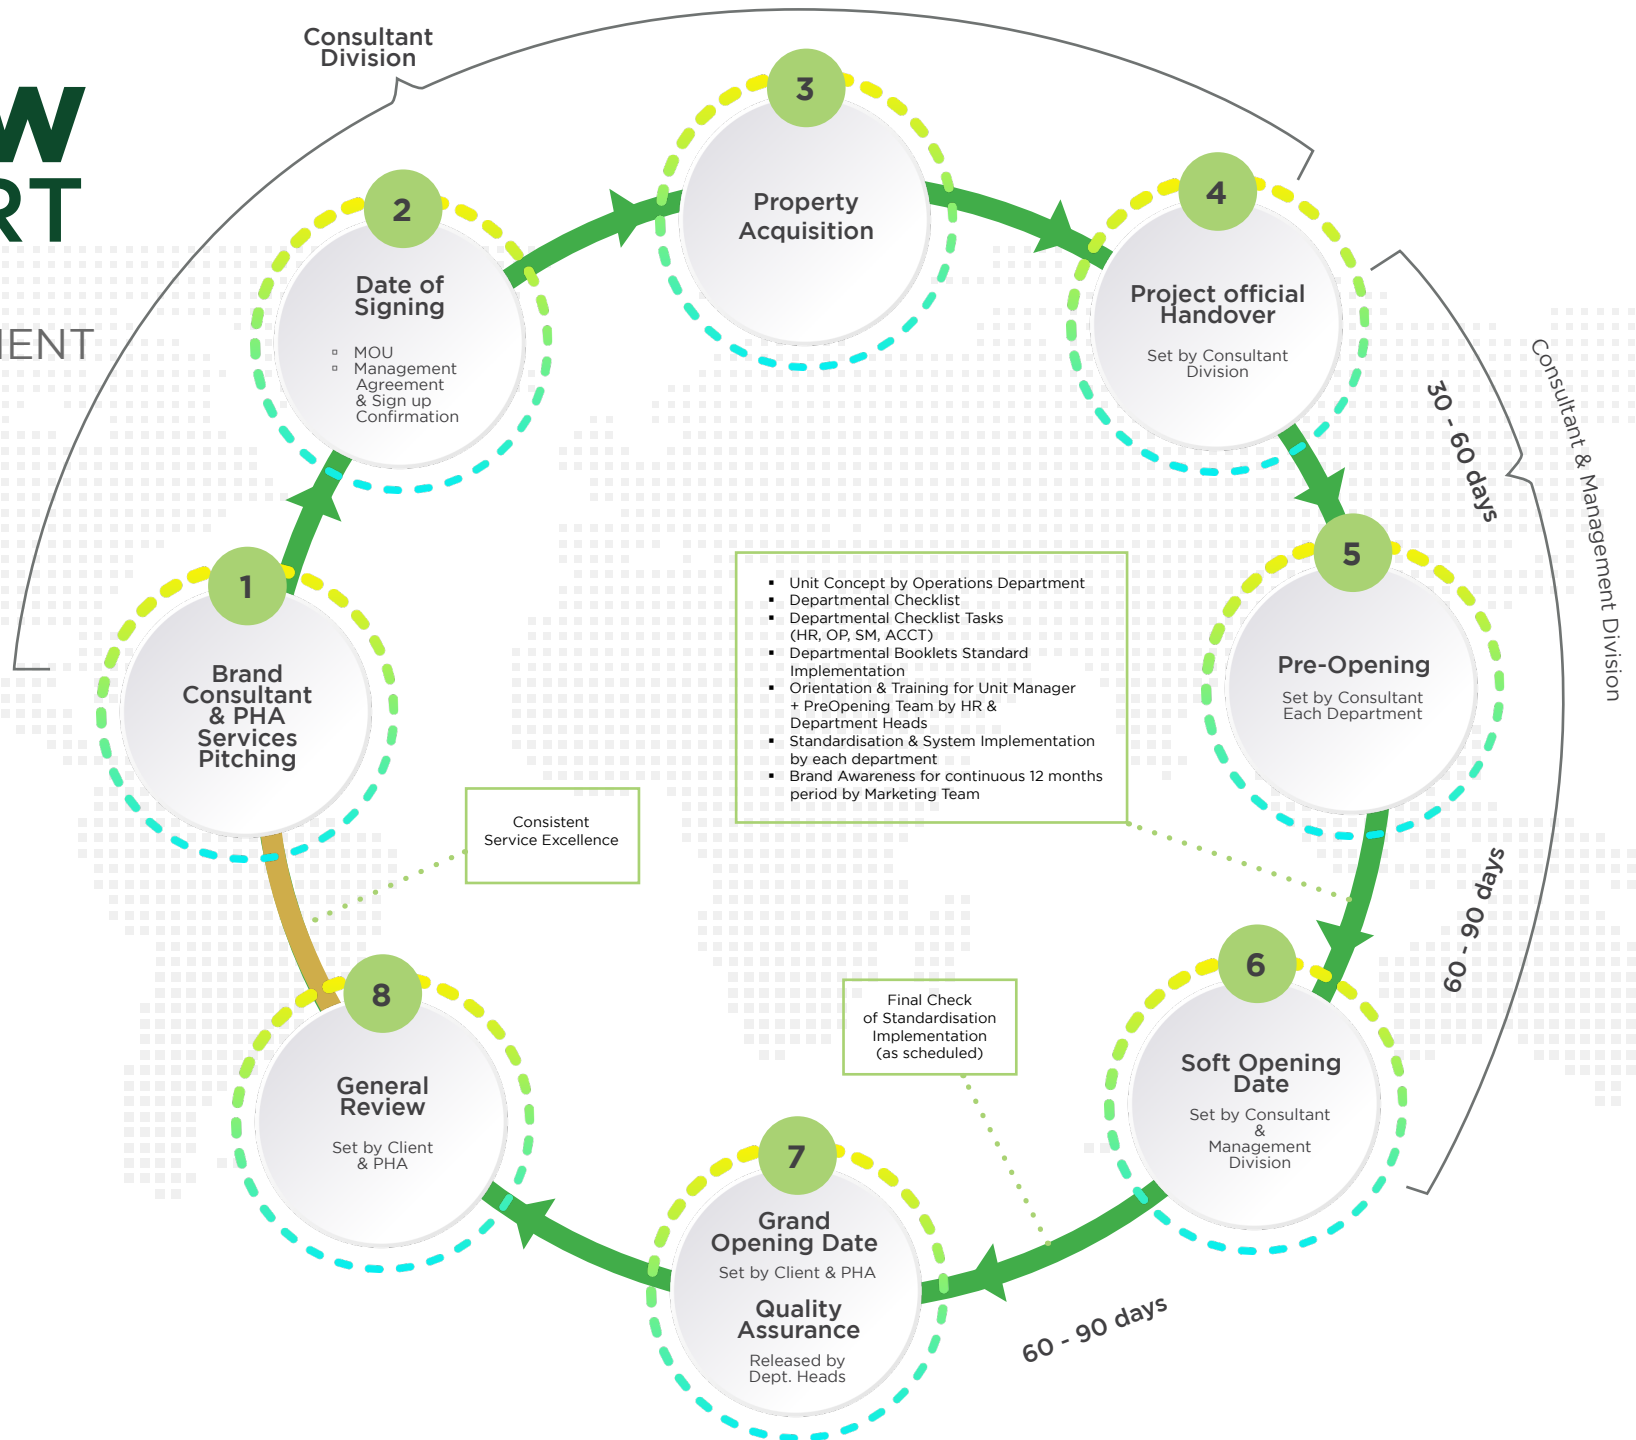 W
RT
MENT
Consultant
Division
1
Brand
Consultant
& PHA
Services
Pitching
2
Date of
Signing
MOU
Management
Agreement
& Sign up
Confirmation
3
Property
Acquisition
4
Project official
Handover
Set by Consultant
Division
30 - 60 days
Consultant & Management Division
5
Pre-Opening
Set by Consultant
Each Department
▪ Unit Concept by Operations Department
▪ Departmental Checklist
▪ Departmental Checklist Tasks
(HR, OP, SM, ACCT)
▪ Departmental Booklets Standard
Implementation
▪ Orientation & Training for Unit Manager
+ PreOpening Team by HR &
Department Heads
▪ Standardisation & System Implementation
by each department
▪ Brand Awareness for continuous 12 months
period by Marketing Team
60 - 90 days
6
Soft Opening
Date
Set by Consultant
&
Management
Division
Final Check
of Standardisation
Implementation
(as scheduled)
60 - 90 days
7
Grand
Opening Date
Set by Client & PHA
Quality
Assurance
Released by
Dept. Heads
8
General
Review
Set by Client
& PHA
Consistent
Service Excellence